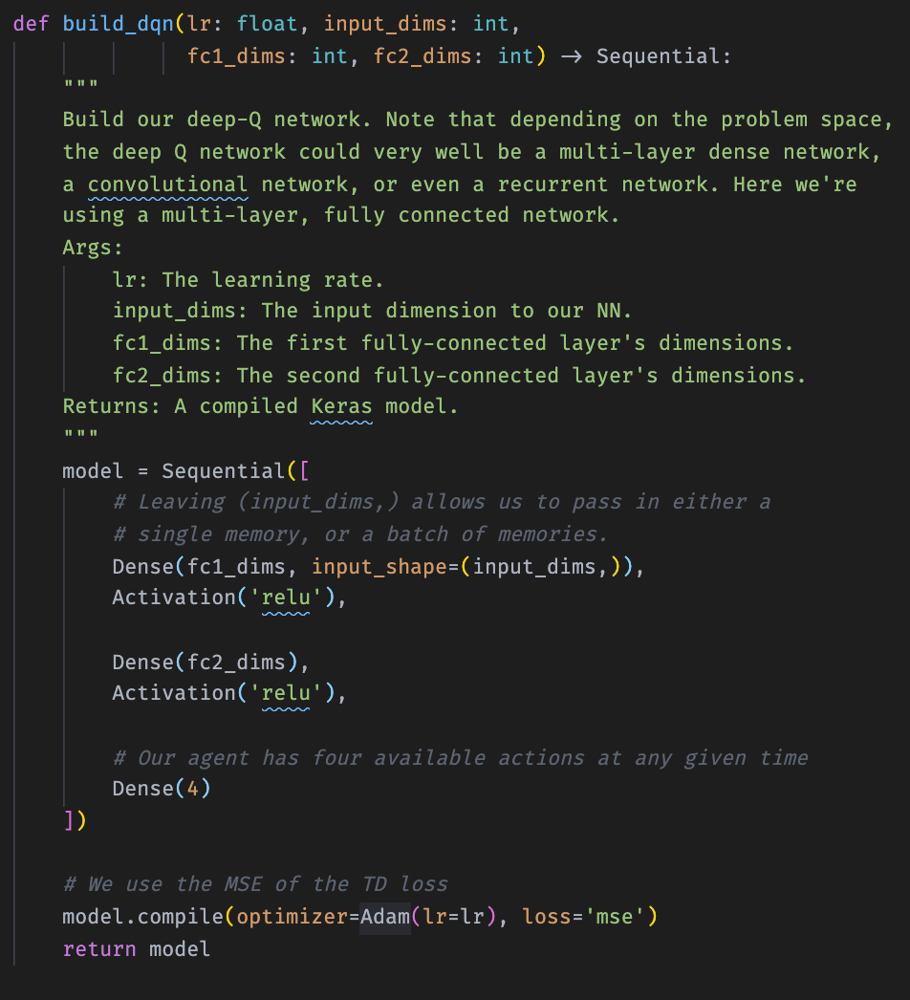 def build_dqn(lr: float, input_dims: int,
              fc1_dims: int, fc2_dims: int) -> Sequential:
    """
    Build our deep-Q network. Note that depending on the problem space,
    the deep Q network could very well be a multi-layer dense network,
    a convolutional network, or even a recurrent network. Here we're
    using a multi-layer, fully connected network.
    Args:
        lr: The learning rate.
        input_dims: The input dimension to our NN.
        fc1_dims: The first fully-connected layer's dimensions.
        fc2_dims: The second fully-connected layer's dimensions.
    Returns: A compiled Keras model.
    """
    model = Sequential([
        # Leaving (input_dims,) allows us to pass in either a
        # single memory, or a batch of memories.
        Dense(fc1_dims, input_shape=(input_dims,)),
        Activation('relu'),

        Dense(fc2_dims),
        Activation('relu'),

        # Our agent has four available actions at any given time
        Dense(4)
    ])

    # We use the MSE of the TD loss
    model.compile(optimizer=Adam(lr=lr), loss='mse')
    return model